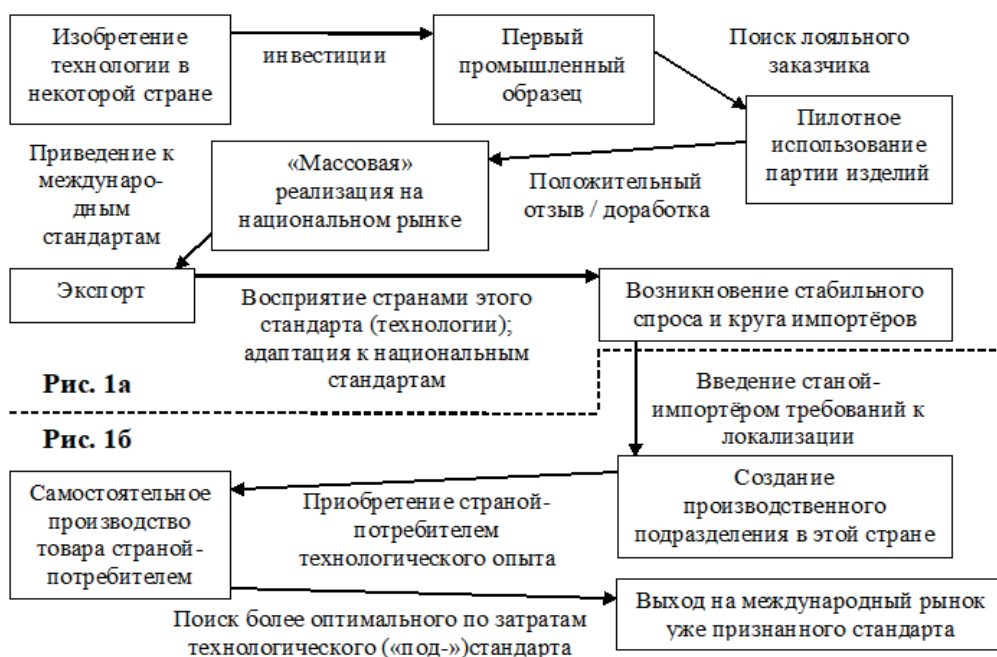 Изобретение
технологии в
некоторой стране
инвестиции
Первый
промышленный
образец
Поиск лояльного
заказчика
Пилотное
использование
партии изделий
Положительный
отзыв / доработка
«Массовая»
реализация на
национальном рынке
Приведение к
междунаро-
дным
стандартам
Экспорт
Восприятие странами этого
стандарта (технологии);
адаптация к национальным
стандартам
Возникновение стабильного
спроса и круга импортёров
Рис. 1а
Рис. 1б
Введение станой-
импортёром требований к
локализации
Создание
производственного
подразделения в этой стране
Приобретение страной-
потребителем
технологического опыта
Самостоятельное
производство
товара страной-
потребителем
Поиск более оптимального по затратам
технологического («под-»)стандарта
Выход на международный рынок
уже признанного стандарта